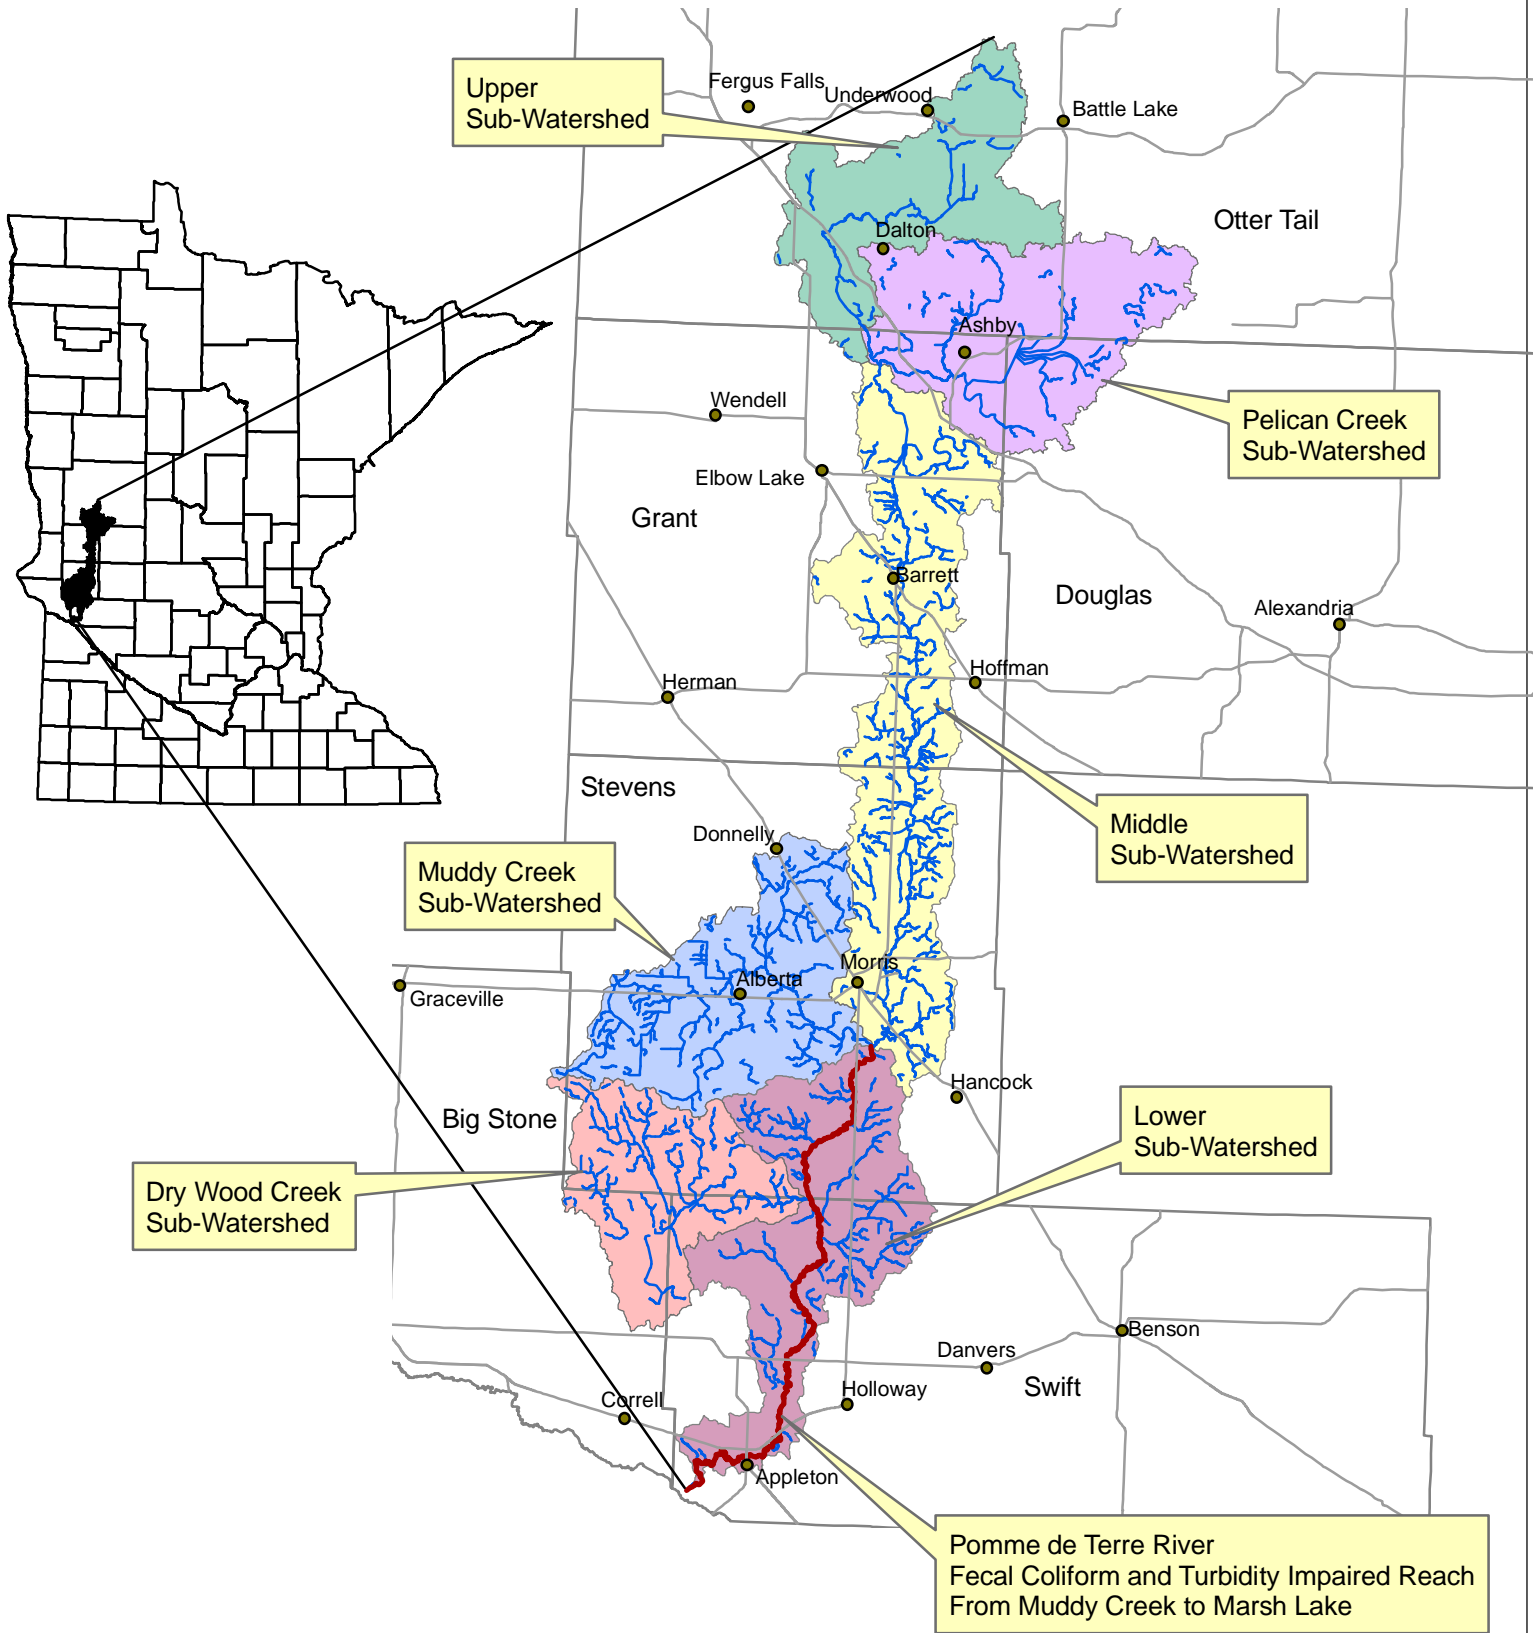 Upper
Sub-Watershed
Fergus Falls
Underwood
Battle Lake
Otter Tail
Dalton
Ashby
Pelican Creek
Sub-Watershed
Wendell
Elbow Lake
Grant
Barrett
Douglas
Alexandria
Herman
Hoffman
Stevens
Donnelly
Middle
Sub-Watershed
Muddy Creek
Sub-Watershed
Morris
Alberta
Graceville
Hancock
Big Stone
Lower
Sub-Watershed
Dry Wood Creek
Sub-Watershed
Benson
Danvers
Swift
Correll
Holloway
Appleton
Pomme de Terre River
Fecal Coliform and Turbidity Impaired Reach
From Muddy Creek to Marsh Lake